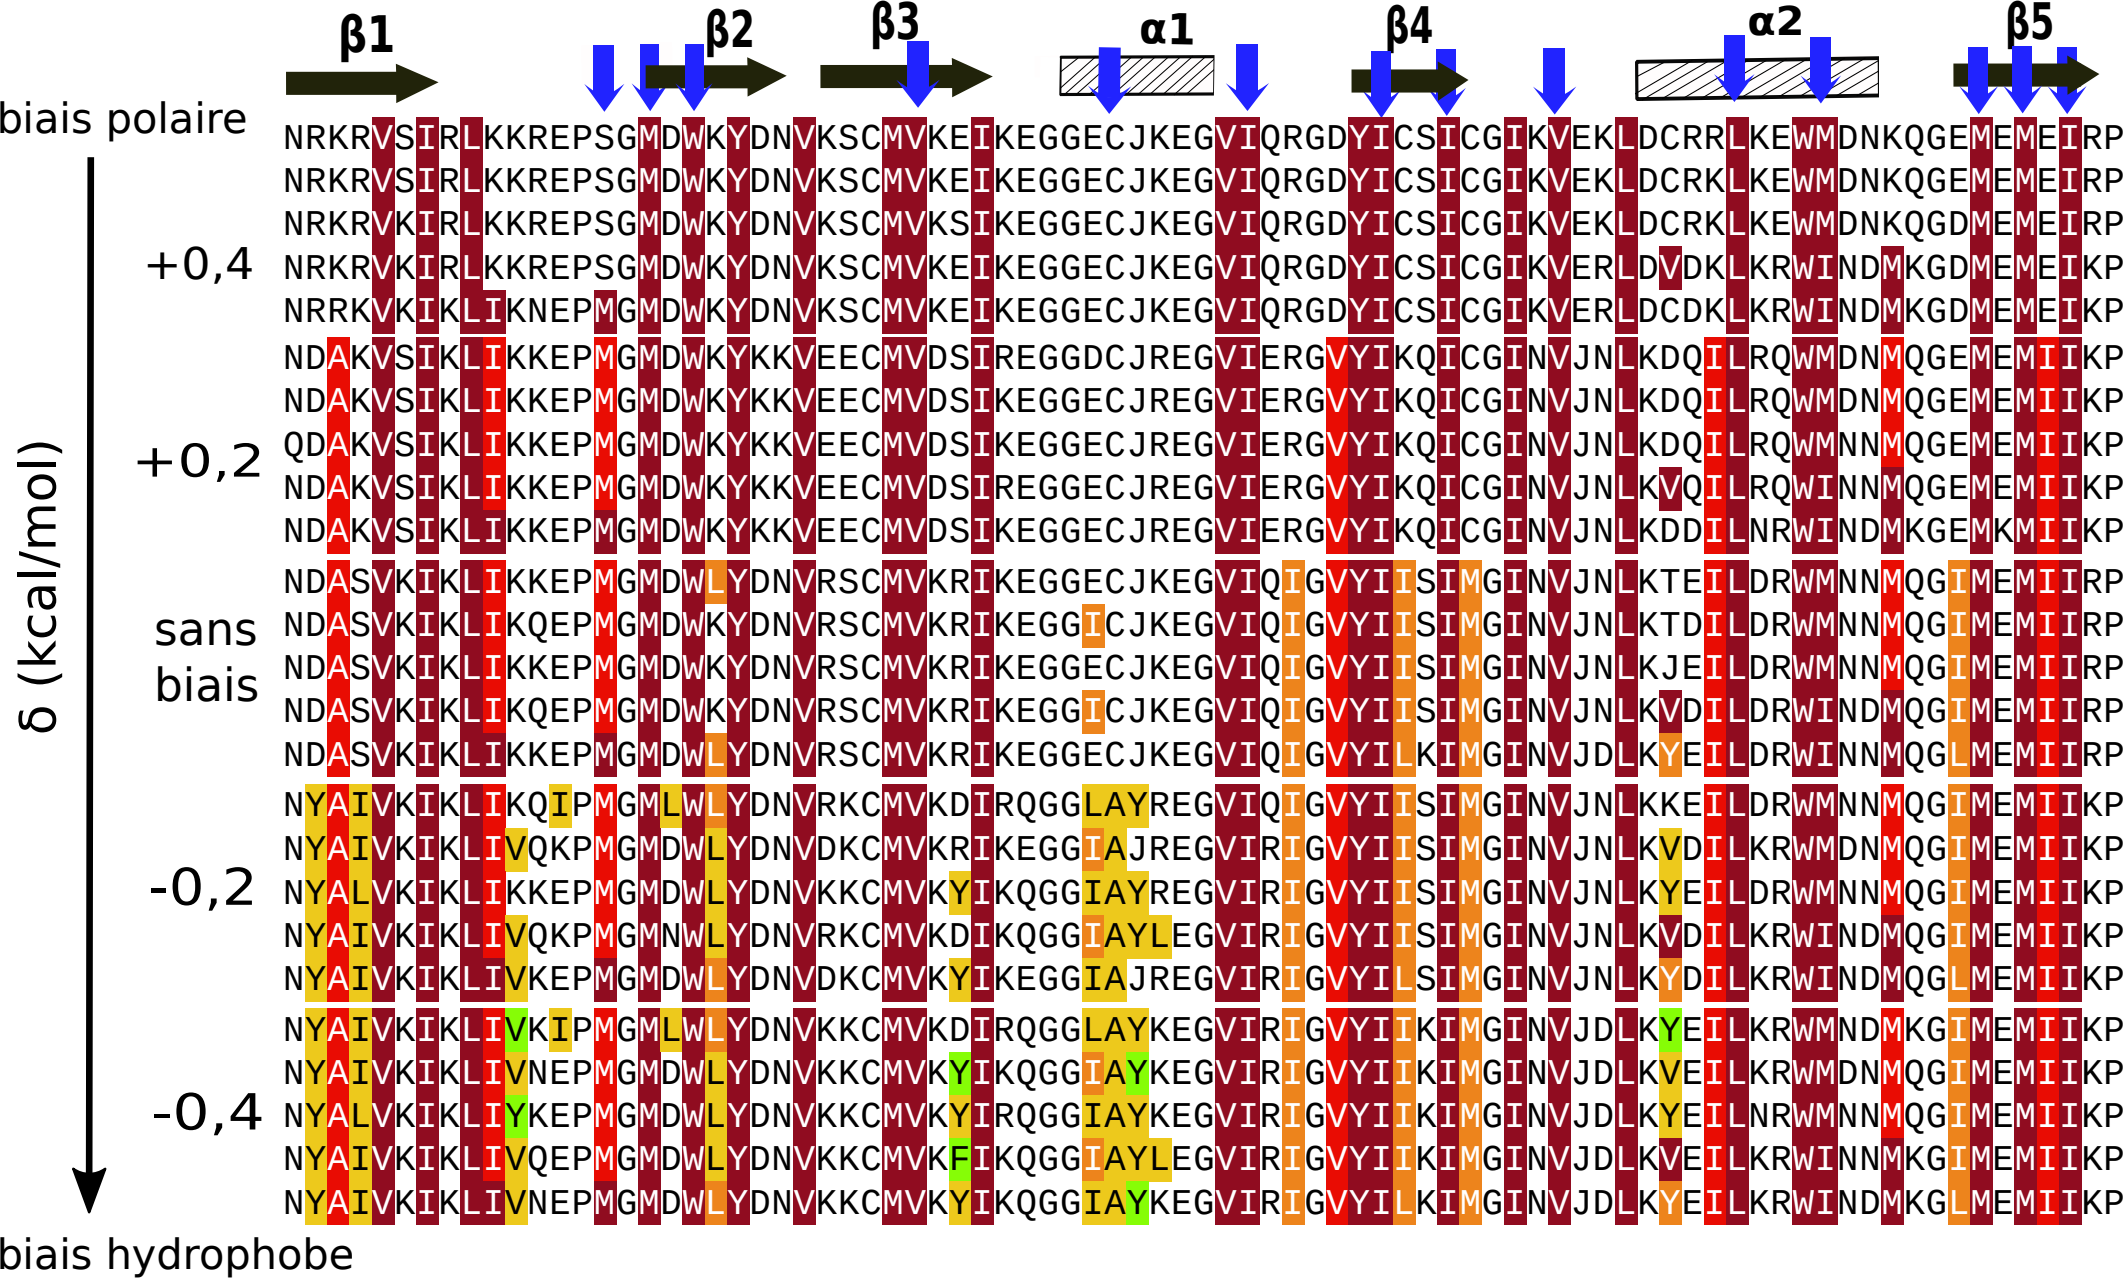 β1 β2 β3 α1 β4 α2 β5
biais polaire
NRKRVSIRLKKREPSGMDWKYDNVKSCMVKEIKEGGECJKEGVIQRGDYICSICGIKVEKLDCRRLKEWMDNKQGEMEMEIRP
NRKRVSIRLKKREPSGMDWKYDNVKSCMVKEIKEGGECJKEGVIQRGDYICSICGIKVEKLDCRKLKEWMDNKQGEMEMEIRP
NRKRVKIRLKKREPSGMDWKYDNVKSCMVKSIKEGGECJKEGVIQRGDYICSICGIKVEKLDCRKLKEWMDNKQGDMEMEIRP
+0,4
NRKRVKIRLKKREPSGMDWKYDNVKSCMVKEIKEGGECJKEGVIQRGDYICSICGIKVERLDVDKLKRWINDMKGDMEMEIKP
NRRKVKIKLIKNEPMGMDWKYDNVKSCMVKEIKEGGECJKEGVIQRGDYICSICGIKVERLDCDKLKRWINDMKGDMEMEIKP
NDAKVSIKLIKKEPMGMDWKYKKVEECMVDSIREGGDCJREGVIERGVYIKQICGINVJNLKDQILRQWMDNMQGEMEMIIKP
NDAKVSIKLIKKEPMGMDWKYKKVEECMVDSIKEGGECJREGVIERGVYIKQICGINVJNLKDQILRQWMDNMQGEMEMIIKP
QDAKVSIKLIKKEPMGMDWKYKKVEECMVDSIKEGGECJREGVIERGVYIKQICGINVJNLKDQILRQWMNNMQGEMEMIIKP
+0,2
NDAKVSIKLIKKEPMGMDWKYKKVEECMVDSIREGGECJREGVIERGVYIKQICGINVJNLKVQILRQWINNMQGEMEMIIKP
NDAKVSIKLIKKEPMGMDWKYKKVEECMVDSIREGGECJREGVIERGVYIKQICGINVJNLKDDILNRWINDMKGEMKMIIKP
δ (kcal/mol)
NDASVKIKLIKKEPMGMDWLYDNVRSCMVKRIKEGGECJKEGVIQIGVYIISIMGINVJNLKTEILDRWMNNMQGIMEMIIRP
NDASVKIKLIKQEPMGMDWKYDNVRSCMVKRIKEGGICJKEGVIQIGVYIISIMGINVJNLKTDILDRWMNNMQGIMEMIIRP
sans
biais
NDASVKIKLIKKEPMGMDWKYDNVRSCMVKRIKEGGECJKEGVIQIGVYIISIMGINVJNLKJEILDRWMNNMQGIMEMIIRP
NDASVKIKLIKQEPMGMDWKYDNVRSCMVKRIKEGGICJKEGVIQIGVYIISIMGINVJNLKVDILDRWINDMQGIMEMIIRP
NDASVKIKLIKKEPMGMDWLYDNVRSCMVKRIKEGGECJKEGVIQIGVYILKIMGINVJDLKYEILDRWINNMQGLMEMIIRP
NYAIVKIKLIKQIPMGMLWLYDNVRKCMVKDIRQGGLAYREGVIQIGVYIISIMGINVJNLKKEILDRWMNNMQGIMEMIIKP
NYAIVKIKLIVQKPMGMDWLYDNVDKCMVKRIKEGGIAJREGVIRIGVYIISIMGINVJNLKVDILKRWMDNMQGIMEMIIKP
-0,2
NYALVKIKLIKKEPMGMDWLYDNVKKCMVKYIKQGGIAYREGVIRIGVYIISIMGINVJNLKYEILDRWMNNMQGIMEMIIKP
NYAIVKIKLIVQKPMGMNWLYDNVRKCMVKDIKQGGIAYLEGVIRIGVYIISIMGINVJNLKVDILKRWINDMQGIMEMIIKP
NYAIVKIKLIVKEPMGMDWLYDNVDKCMVKYIKEGGIAJREGVIRIGVYILSIMGINVJNLKYDILKRWINDMQGLMEMIIKP
NYAIVKIKLIVKIPMGMLWLYDNVKKCMVKDIRQGGLAYKEGVIRIGVYIIKIMGINVJDLKYEILKRWMNDMKGIMEMIIKP
NYAIVKIKLIVNEPMGMDWLYDNVKKCMVKYIKQGGIAYKEGVIRIGVYIIKIMGINVJDLKVEILKRWMDNMQGIMEMIIKP
-0,4
NYALVKIKLIYKEPMGMDWLYDNVKKCMVKYIRQGGIAYKEGVIRIGVYIIKIMGINVJDLKYEILNRWMNNMQGIMEMIIKP
NYAIVKIKLIVQEPMGMDWLYDNVKKCMVKFIKQGGIAYLEGVIRIGVYIIKIMGINVJDLKVEILKRWINNMKGIMEMIIKP
NYAIVKIKLIVNEPMGMDWLYDNVKKCMVKYIKQGGIAYKEGVIRIGVYILKIMGINVJDLKYEILKRWINDMKGLMEMIIKP
biais hydrophobe